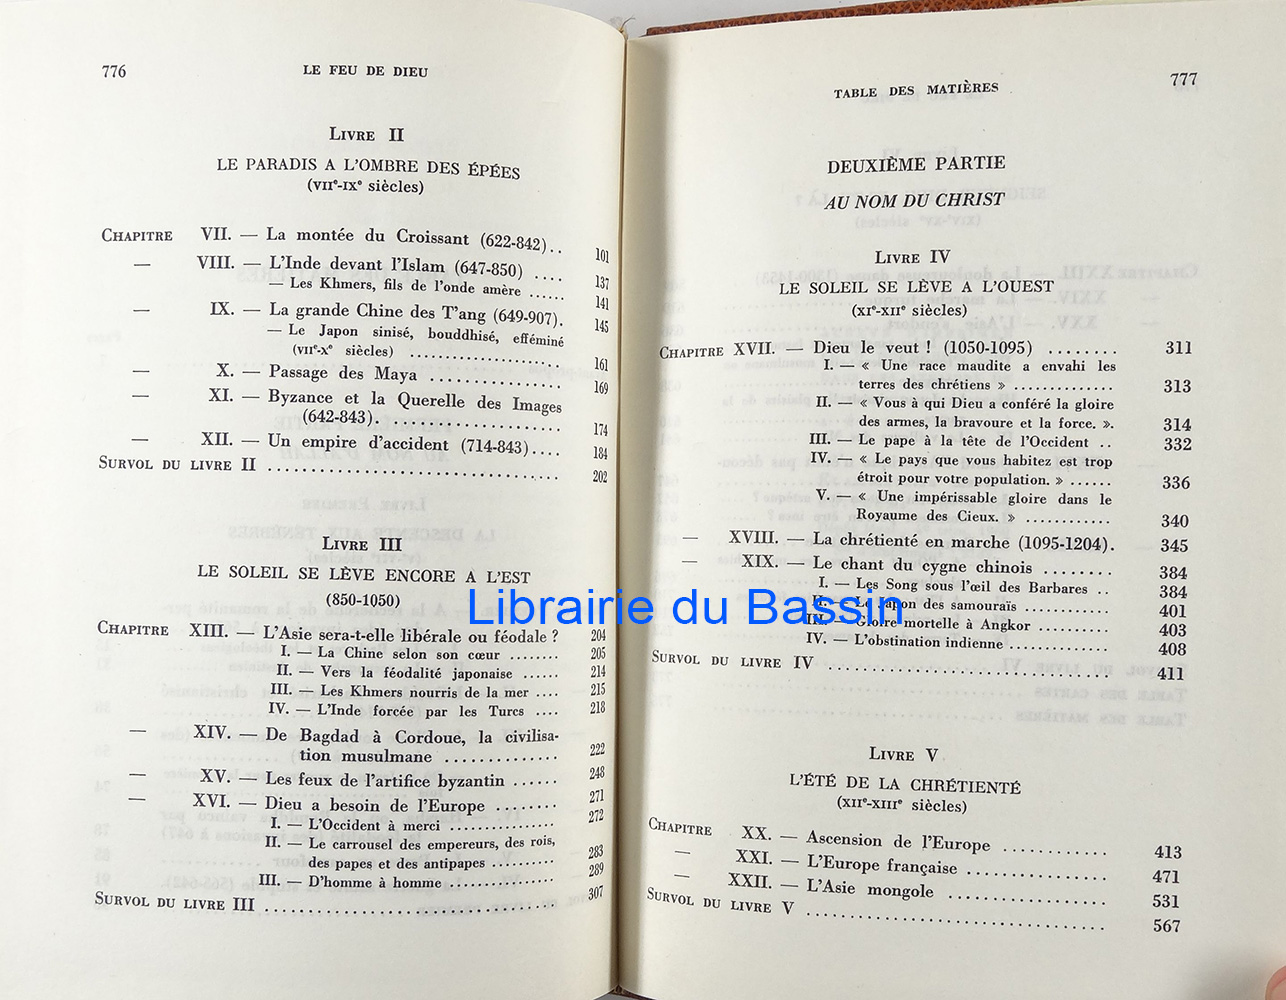 776
LE FEU DE DIEU
LIVRE II
LE PARADIS A L'OMBRE DES ÉPÉES
(VIIe-IXe siècles)
CHAPITRE VII. — La montée du Croissant (622-842).. 101
— VIII. — L'Inde devant l'Islam (647-850) .... 137
— Les Khmers, fils de l'onde amère ...... 141
— IX. — La grande Chine des T'ang (649-907). 145
— Le Japon sinisé, bouddhisé, efféminé
(VIIe-Xe siècles) .................... 161
— X. — Passage des Maya ................ 169
— XI. — Byzance et la Querelle des Images
(642-843). .................... 174
— XII. — Un empire d'accident (714-843).... 184
SURVOL DU LIVRE II .............................. 202
LIVRE III
LE SOLEIL SE LÈVE ENCORE A L'EST
(850-1050)
CHAPITRE XIII. — L'Asie sera-t-elle libérale ou féodale ? 204
I. — La Chine selon son cœur ........ 205
II. — Vers la féodalité japonaise ...... 214
III. — Les Khmers nourris de la mer .... 215
IV. — L'Inde forcée par les Turcs .... 218
— XIV. — De Bagdad à Cordoue, la civilisa-
tion musulmane .............. 222
— XV. — Les feux de l'artifice byzantin ...... 248
— XVI. — Dieu a besoin de l'Europe ........ 271
I. — L'Occident à merci .............. 272
II. — Le carrousel des empereurs, des rois,
des papes et des antipapes .......... 283
III. — D'homme à homme .............. 289
SURVOL DU LIVRE III .............................. 307
TABLE DES MATIÈRES
777
DEUXIÈME PARTIE
AU NOM DU CHRIST
LIVRE IV
LE SOLEIL SE LÈVE A L'OUEST
(XIe-XIIe siècles)
CHAPITRE XVII. — Dieu le veut ! (1050-1095) ........ 311
I. — « Une race maudite a envahi les
terres des chrétiens » .............. 313
II. — « Vous à qui Dieu a conféré la gloire
des armes, la bravoure et la force. ». 314
III. — Le pape à la tête de l'Occident .. 332
IV. — « Le pays que vous habitez est trop
étroit pour votre population. » ...... 336
V. — « Une impérissable gloire dans le
Royaume des Cieux. » ............ 340
— XVIII. — La chrétienté en marche (1095-1204). 345
— XIX. — Le chant du cygne chinois ........ 384
I. — Les Song sous l'œil des Barbares .. 384
II. — Le Japon des samouraïs ............ 401
III. — Gloire mortelle à Angkor .......... 403
IV. — L'obstination indienne ............ 408
SURVOL DU LIVRE IV .............................. 411
LIVRE V
L'ÉTÉ DE LA CHRÉTIENTÉ
(XIIe-XIIIe siècles)
CHAPITRE XX. — Ascension de l'Europe ............ 413
— XXI. — L'Europe française ................ 471
— XXII. — L'Asie mongole .................. 531
SURVOL DU LIVRE V .............................. 567
Librairie du Bassin